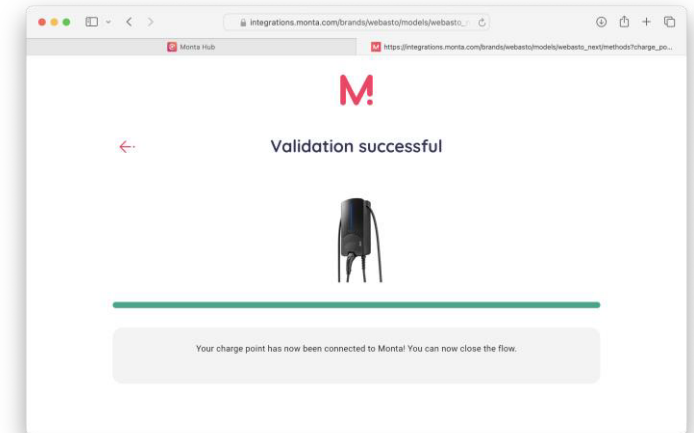 integrations.monta.com/brands/webasto/models/webasto_
Monta Hub
https://integrations.monta.com/brands/webasto/models/webasto_next/methods?charge_po...
M
Validation successful
Your charge point has now been connected to Monta! You can now close the flow.